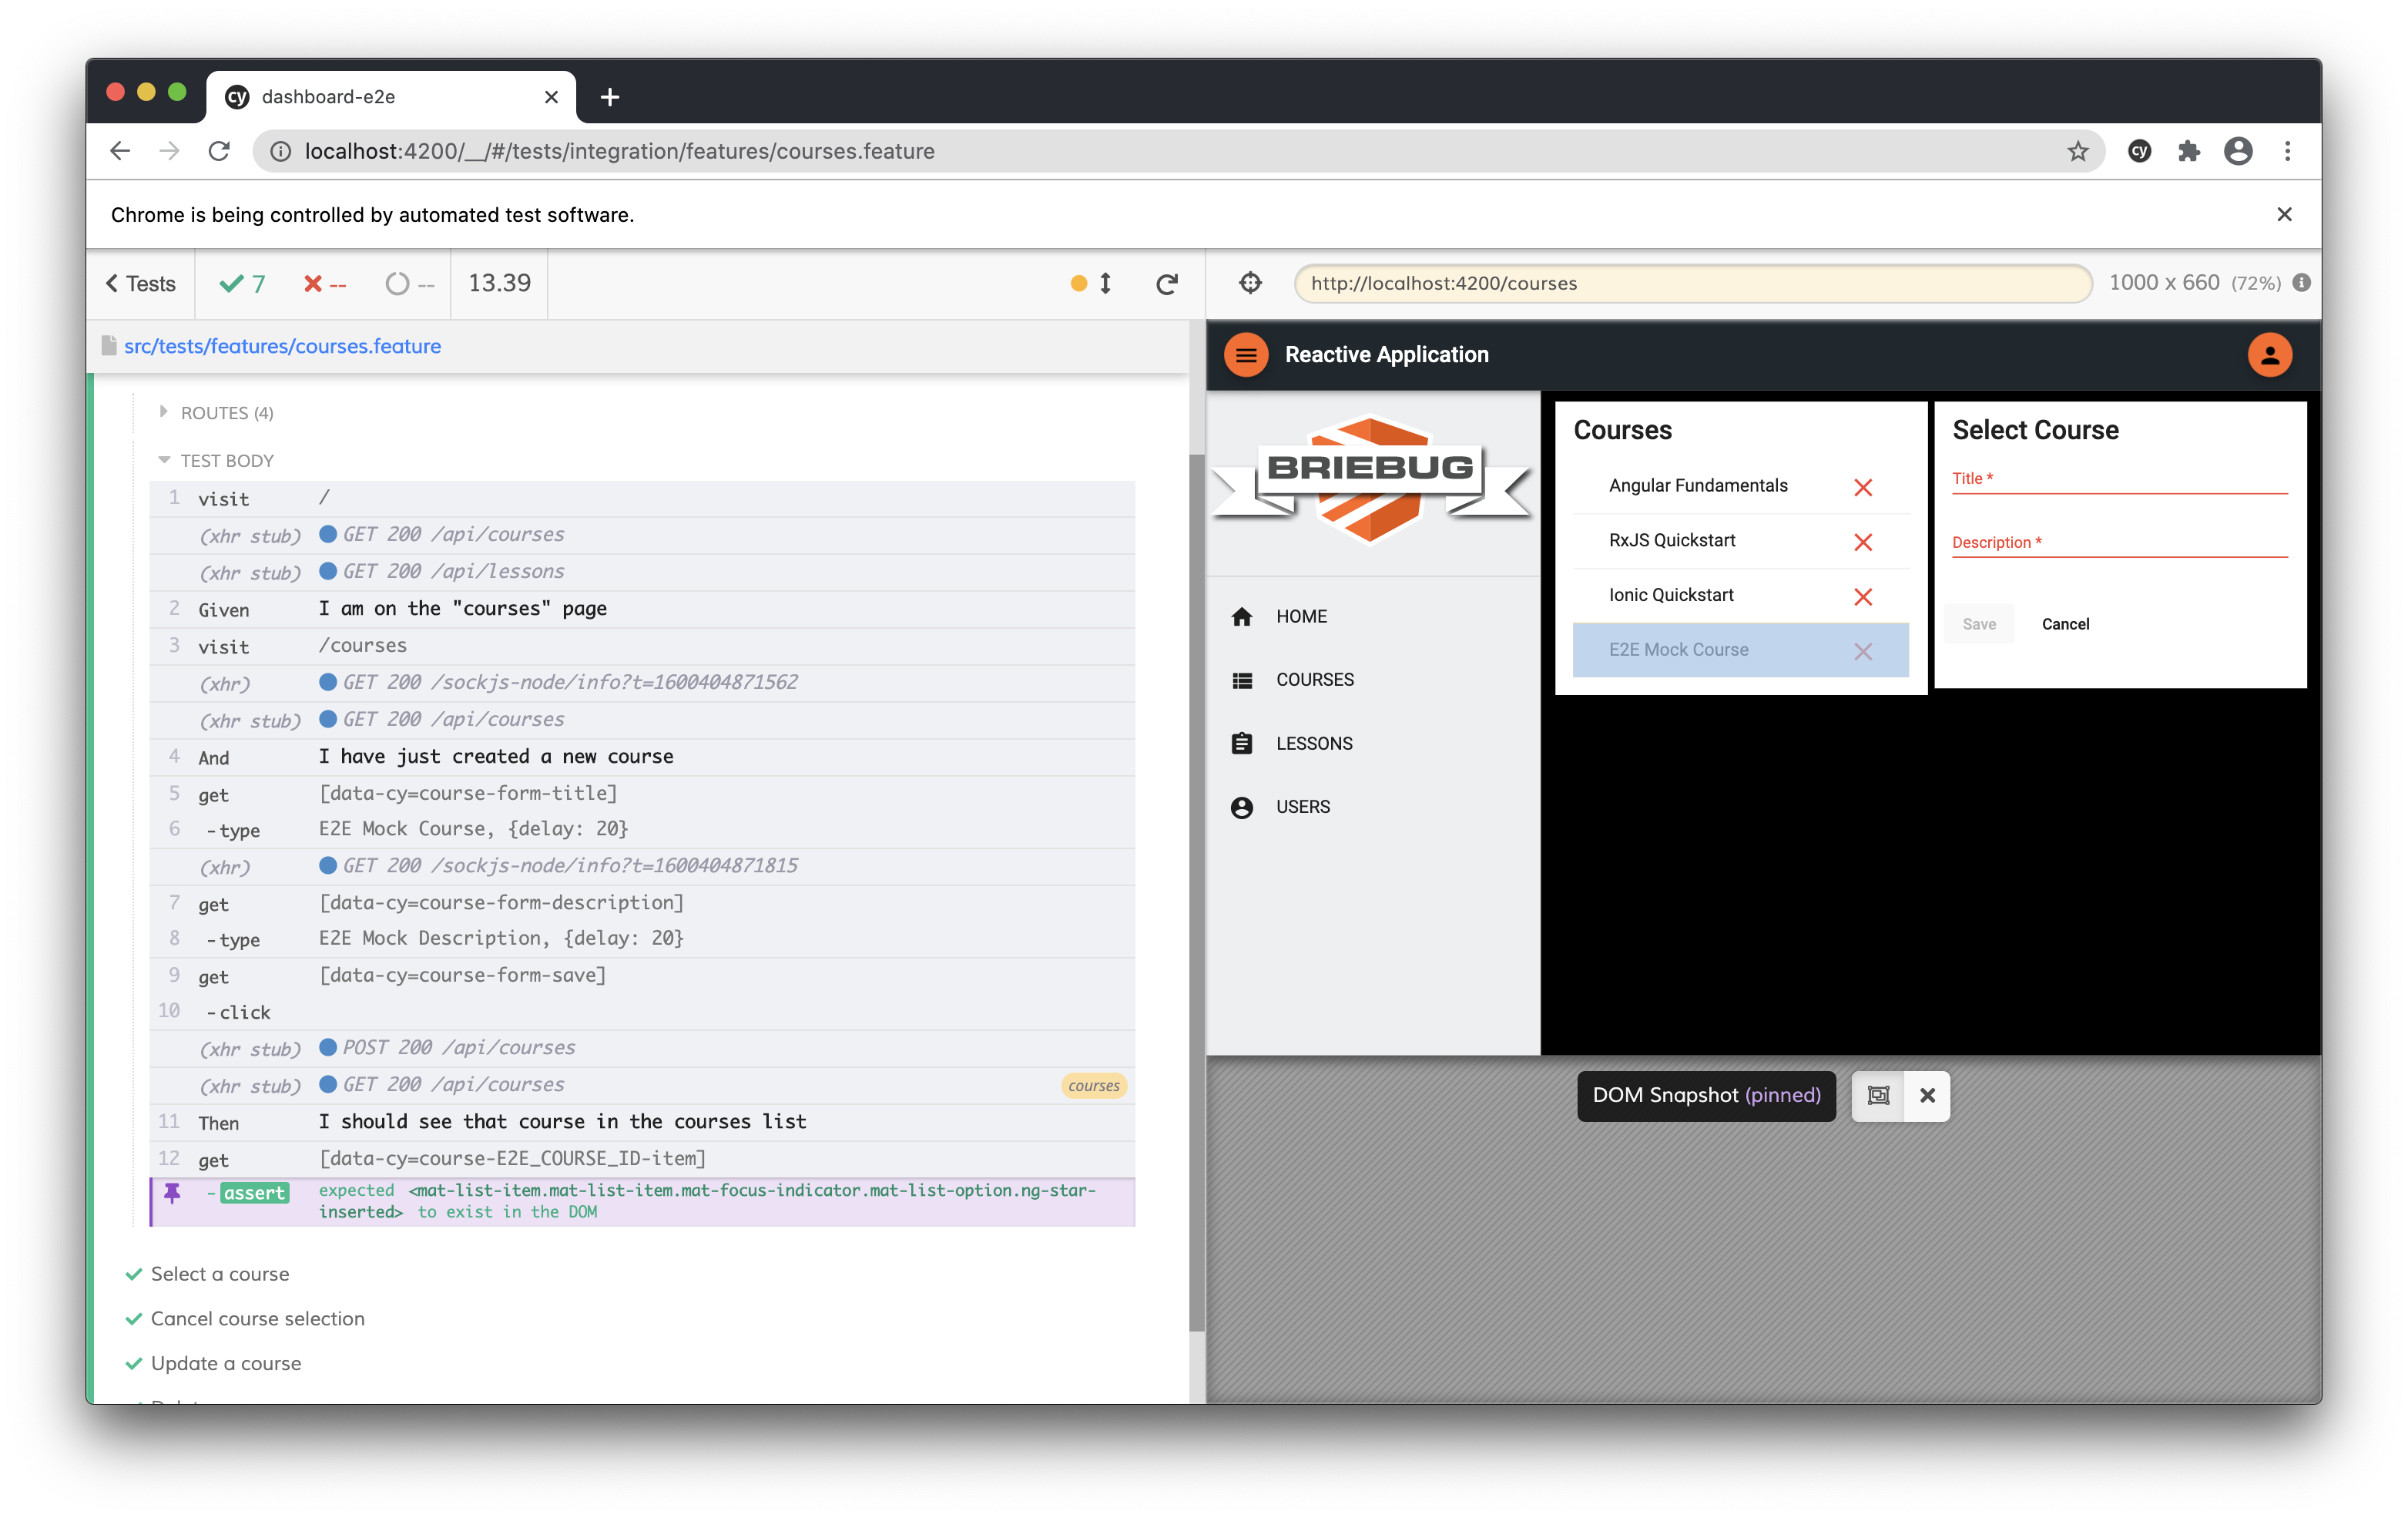 cy dashboard-e2e
localhost:4200/__/#/tests/integration/features/courses.feature
cy
Chrome is being controlled by automated test software.
Tests 7 -- -- 13.39
http://localhost:4200/courses 1000 x 660 (72%)
src/tests/features/courses.feature
ROUTES (4)
TEST BODY
1 visit /
(xhr stub) GET 200 /api/courses
(xhr stub) GET 200 /api/lessons
2 Given I am on the "courses" page
3 visit /courses
(xhr) GET 200 /sockjs-node/info?t=1600404871562
(xhr stub) GET 200 /api/courses
4 And I have just created a new course
5 get [data-cy=course-form-title]
6 -type E2E Mock Course, {delay: 20}
(xhr) GET 200 /sockjs-node/info?t=1600404871815
7 get [data-cy=course-form-description]
8 -type E2E Mock Description, {delay: 20}
9 get [data-cy=course-form-save]
10 -click
(xhr stub) POST 200 /api/courses
(xhr stub) GET 200 /api/courses courses
11 Then I should see that course in the courses list
12 get [data-cy=course-E2E_COURSE_ID-item]
-assert expected <mat-list-item.mat-list-item.mat-focus-indicator.mat-list-option.ng-star-
inserted> to exist in the DOM
Select a course
Cancel course selection
Update a course
Reactive Application
BRIEBUG
HOME
COURSES
LESSONS
USERS
Courses
Angular Fundamentals
RxJS Quickstart
Ionic Quickstart
E2E Mock Course
Select Course
Title *
Description *
Save Cancel
DOM Snapshot (pinned)